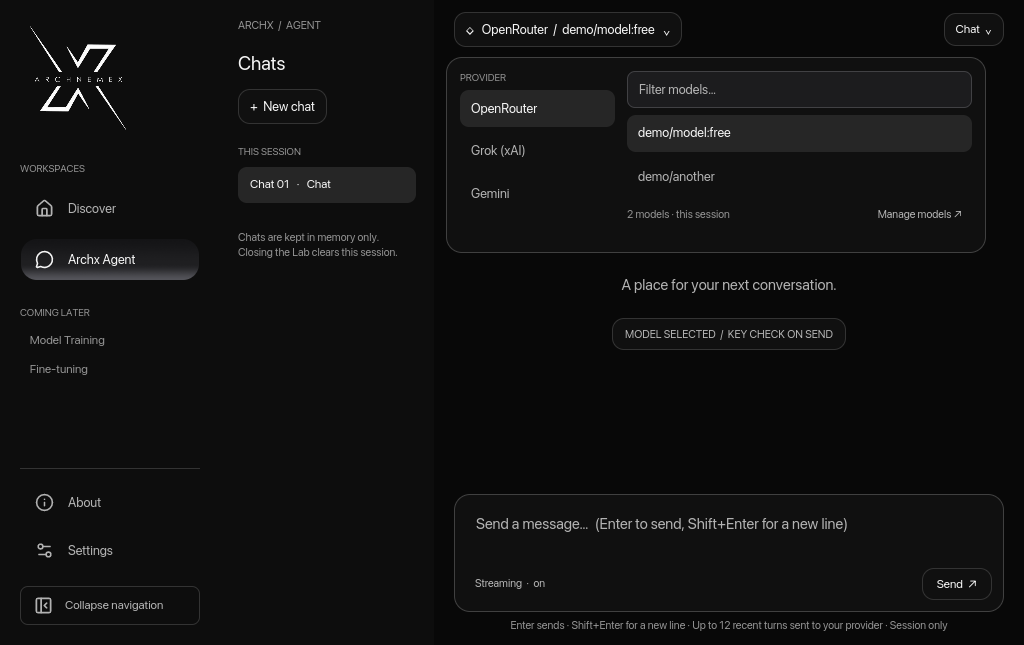 ARCHNEMEX
WORKSPACES
Discover
Archx Agent
COMING LATER
Model Training
Fine-tuning
About
Settings
Collapse navigation
ARCHX / AGENT
Chats
+ New chat
THIS SESSION
Chat 01 · Chat
Chats are kept in memory only.
Closing the Lab clears this session.
OpenRouter / demo/model:free
Chat
PROVIDER
OpenRouter
Grok (xAI)
Gemini
Filter models...
demo/model:free
demo/another
2 models · this session
Manage models ↗
A place for your next conversation.
MODEL SELECTED / KEY CHECK ON SEND
Send a message... (Enter to send, Shift+Enter for a new line)
Streaming · on
Send ↗
Enter sends · Shift+Enter for a new line · Up to 12 recent turns sent to your provider · Session only